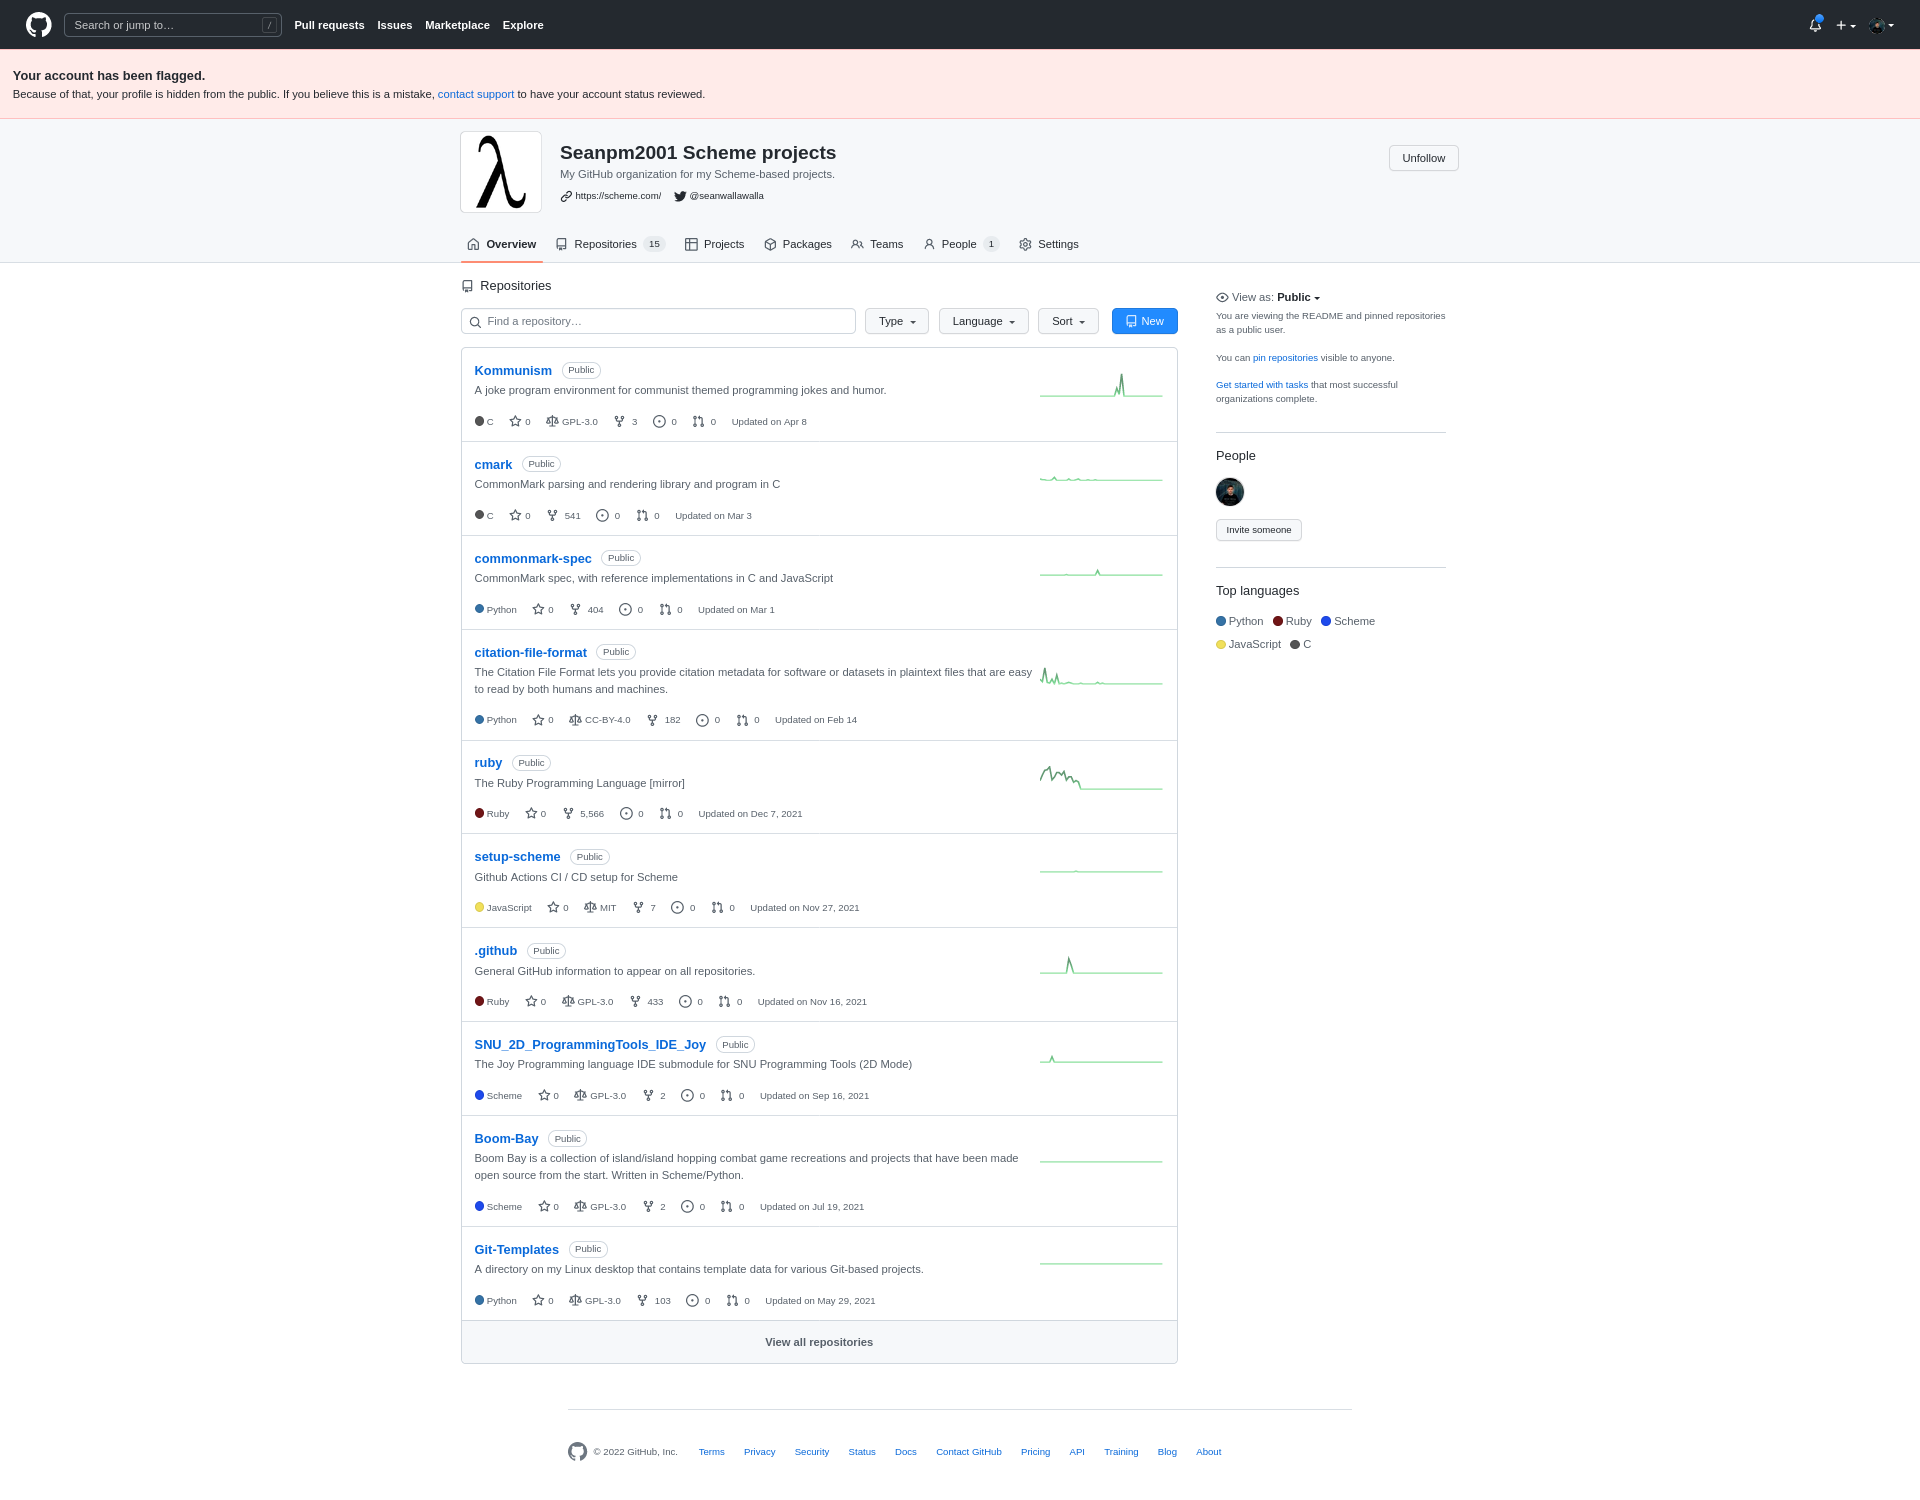 Search or jump to… /
Pull requests Issues Marketplace Explore
Your account has been flagged.
Because of that, your profile is hidden from the public. If you believe this is a mistake, contact support to have your account status reviewed.
λ
Seanpm2001 Scheme projects
My GitHub organization for my Scheme-based projects.
https://scheme.com/ @seanwallawalla
Unfollow
Overview Repositories 15 Projects Packages Teams People 1 Settings
Repositories
Find a repository…
Type Language Sort New
Kommunism Public
A joke program environment for communist themed programming jokes and humor.
C 0 GPL-3.0 3 0 0 Updated on Apr 8
cmark Public
CommonMark parsing and rendering library and program in C
C 0 541 0 0 Updated on Mar 3
commonmark-spec Public
CommonMark spec, with reference implementations in C and JavaScript
Python 0 404 0 0 Updated on Mar 1
citation-file-format Public
The Citation File Format lets you provide citation metadata for software or datasets in plaintext files that are easy
to read by both humans and machines.
Python 0 CC-BY-4.0 182 0 0 Updated on Feb 14
ruby Public
The Ruby Programming Language [mirror]
Ruby 0 5,566 0 0 Updated on Dec 7, 2021
setup-scheme Public
Github Actions CI / CD setup for Scheme
JavaScript 0 MIT 7 0 0 Updated on Nov 27, 2021
.github Public
General GitHub information to appear on all repositories.
Ruby 0 GPL-3.0 433 0 0 Updated on Nov 16, 2021
SNU_2D_ProgrammingTools_IDE_Joy Public
The Joy Programming language IDE submodule for SNU Programming Tools (2D Mode)
Scheme 0 GPL-3.0 2 0 0 Updated on Sep 16, 2021
Boom-Bay Public
Boom Bay is a collection of island/island hopping combat game recreations and projects that have been made
open source from the start. Written in Scheme/Python.
Scheme 0 GPL-3.0 2 0 0 Updated on Jul 19, 2021
Git-Templates Public
A directory on my Linux desktop that contains template data for various Git-based projects.
Python 0 GPL-3.0 103 0 0 Updated on May 29, 2021
View all repositories
View as: Public
You are viewing the README and pinned repositories
as a public user.
You can pin repositories visible to anyone.
Get started with tasks that most successful
organizations complete.
People
Invite someone
Top languages
Python Ruby Scheme
JavaScript C
© 2022 GitHub, Inc. Terms Privacy Security Status Docs Contact GitHub Pricing API Training Blog About